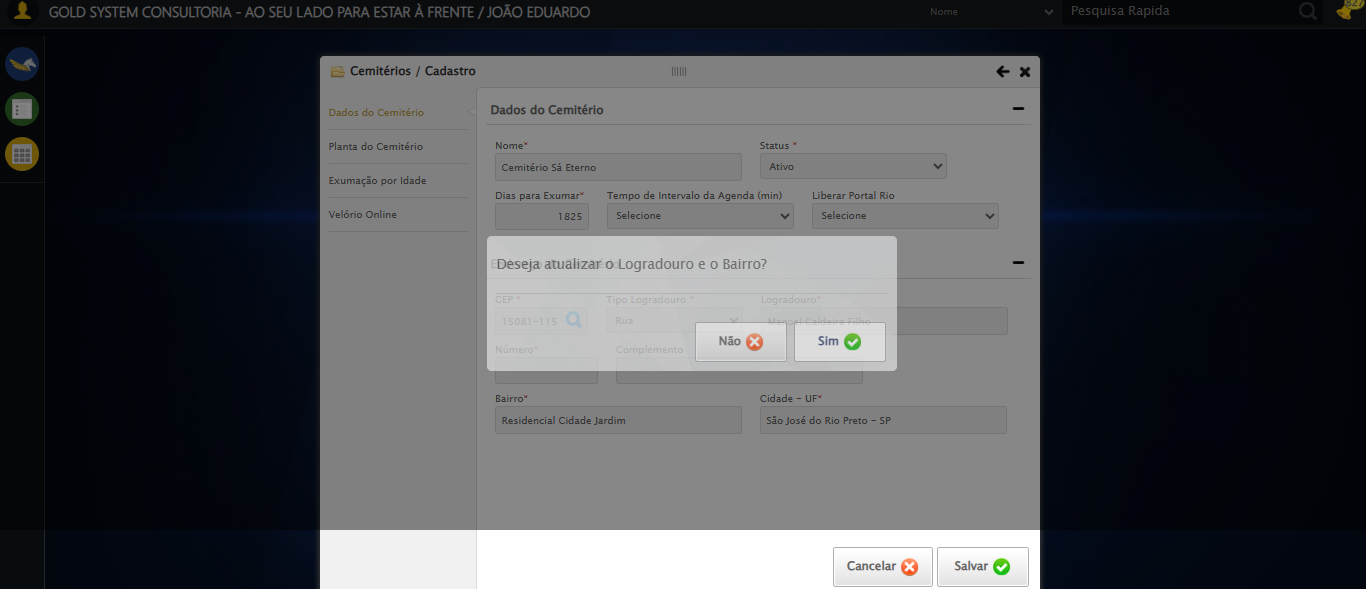 GOLD SYSTEM CONSULTORIA - AO SEU LADO PARA ESTAR À FRENTE / JOÃO EDUARDO
Nome
Pesquisa Rapida
Cemitérios / Cadastro
Dados do Cemitério
Planta do Cemitério
Exumação por Idade
Velório Online
Dados do Cemitério
Nome*
Status *
Cemitério Sá Eterno
Ativo
Dias para Exumar*
Tempo de Intervalo da Agenda (min)
Liberar Portal Rio
1825
Selecione
Selecione
Deseja atualizar o Logradouro e o Bairro?
CEP *
Tipo Logradouro *
Logradouro*
15081-115
Rua
Manoel Caldeira Filho
Não
Sim
Número*
Complemento
Bairro*
Cidade - UF*
Residencial Cidade Jardim
São José do Rio Preto - SP
Cancelar
Salvar